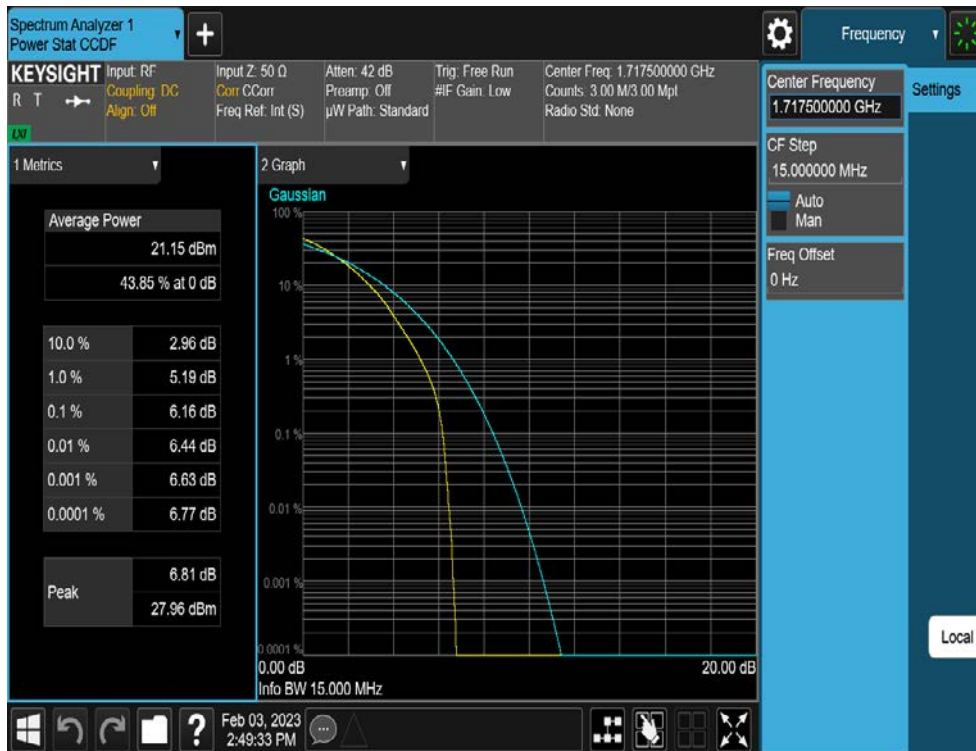 Spectrum Analyzer 1
Power Stat CCDF
+
Frequency
KEYSIGHT
R T
LXI
Input: RF
Coupling: DC
Align: Off
Input Z: 50 Ω
Corr CCorr
Freq Ref: Int (S)
Atten: 42 dB
Preamp: Off
µW Path: Standard
Trig: Free Run
#IF Gain: Low
Center Freq: 1.717500000 GHz
Counts: 3.00 M/3.00 Mpt
Radio Std: None
Center Frequency
1.717500000 GHz
Settings
CF Step
15.000000 MHz
Auto
Man
Freq Offset
0 Hz
Local
1 Metrics
Average Power
21.15 dBm
43.85 % at 0 dB
10.0 % 2.96 dB
1.0 % 5.19 dB
0.1 % 6.16 dB
0.01 % 6.44 dB
0.001 % 6.63 dB
0.0001 % 6.77 dB
Peak
6.81 dB
27.96 dBm
2 Graph
Gaussian
100 %
10 %
1 %
0.1 %
0.01 %
0.001 %
0.0001 %
0.00 dB 20.00 dB
Info BW 15.000 MHz
?
Feb 03, 2023
2:49:33 PM